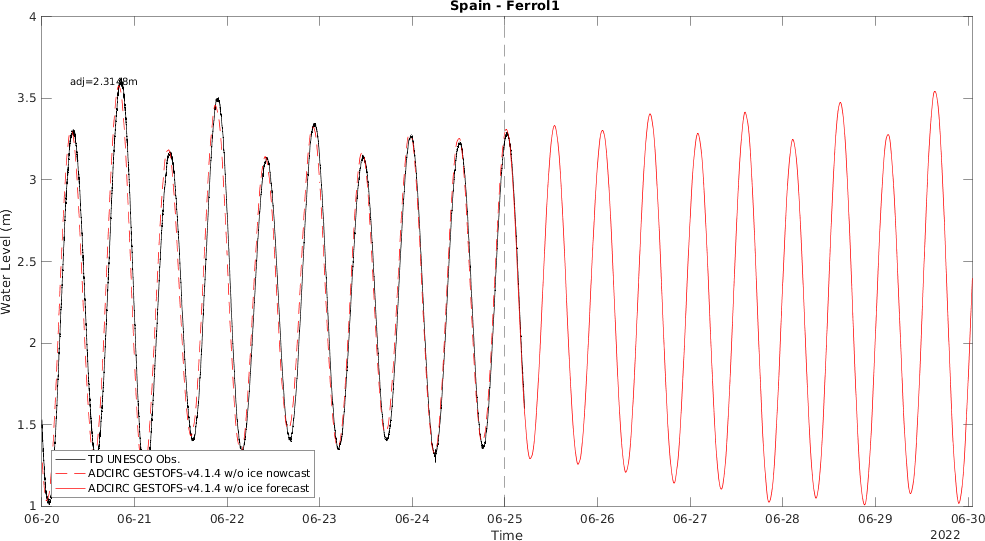 Spain - Ferrol1
adj=2.3148m
Water Level (m)
4
3.5
3
2.5
2
1.5
1
TD UNESCO Obs.
ADCIRC GESTOFS-v4.1.4 w/o ice nowcast
ADCIRC GESTOFS-v4.1.4 w/o ice forecast
06-20 06-21 06-22 06-23 06-24 06-25 06-26 06-27 06-28 06-29 06-30
Time
2022